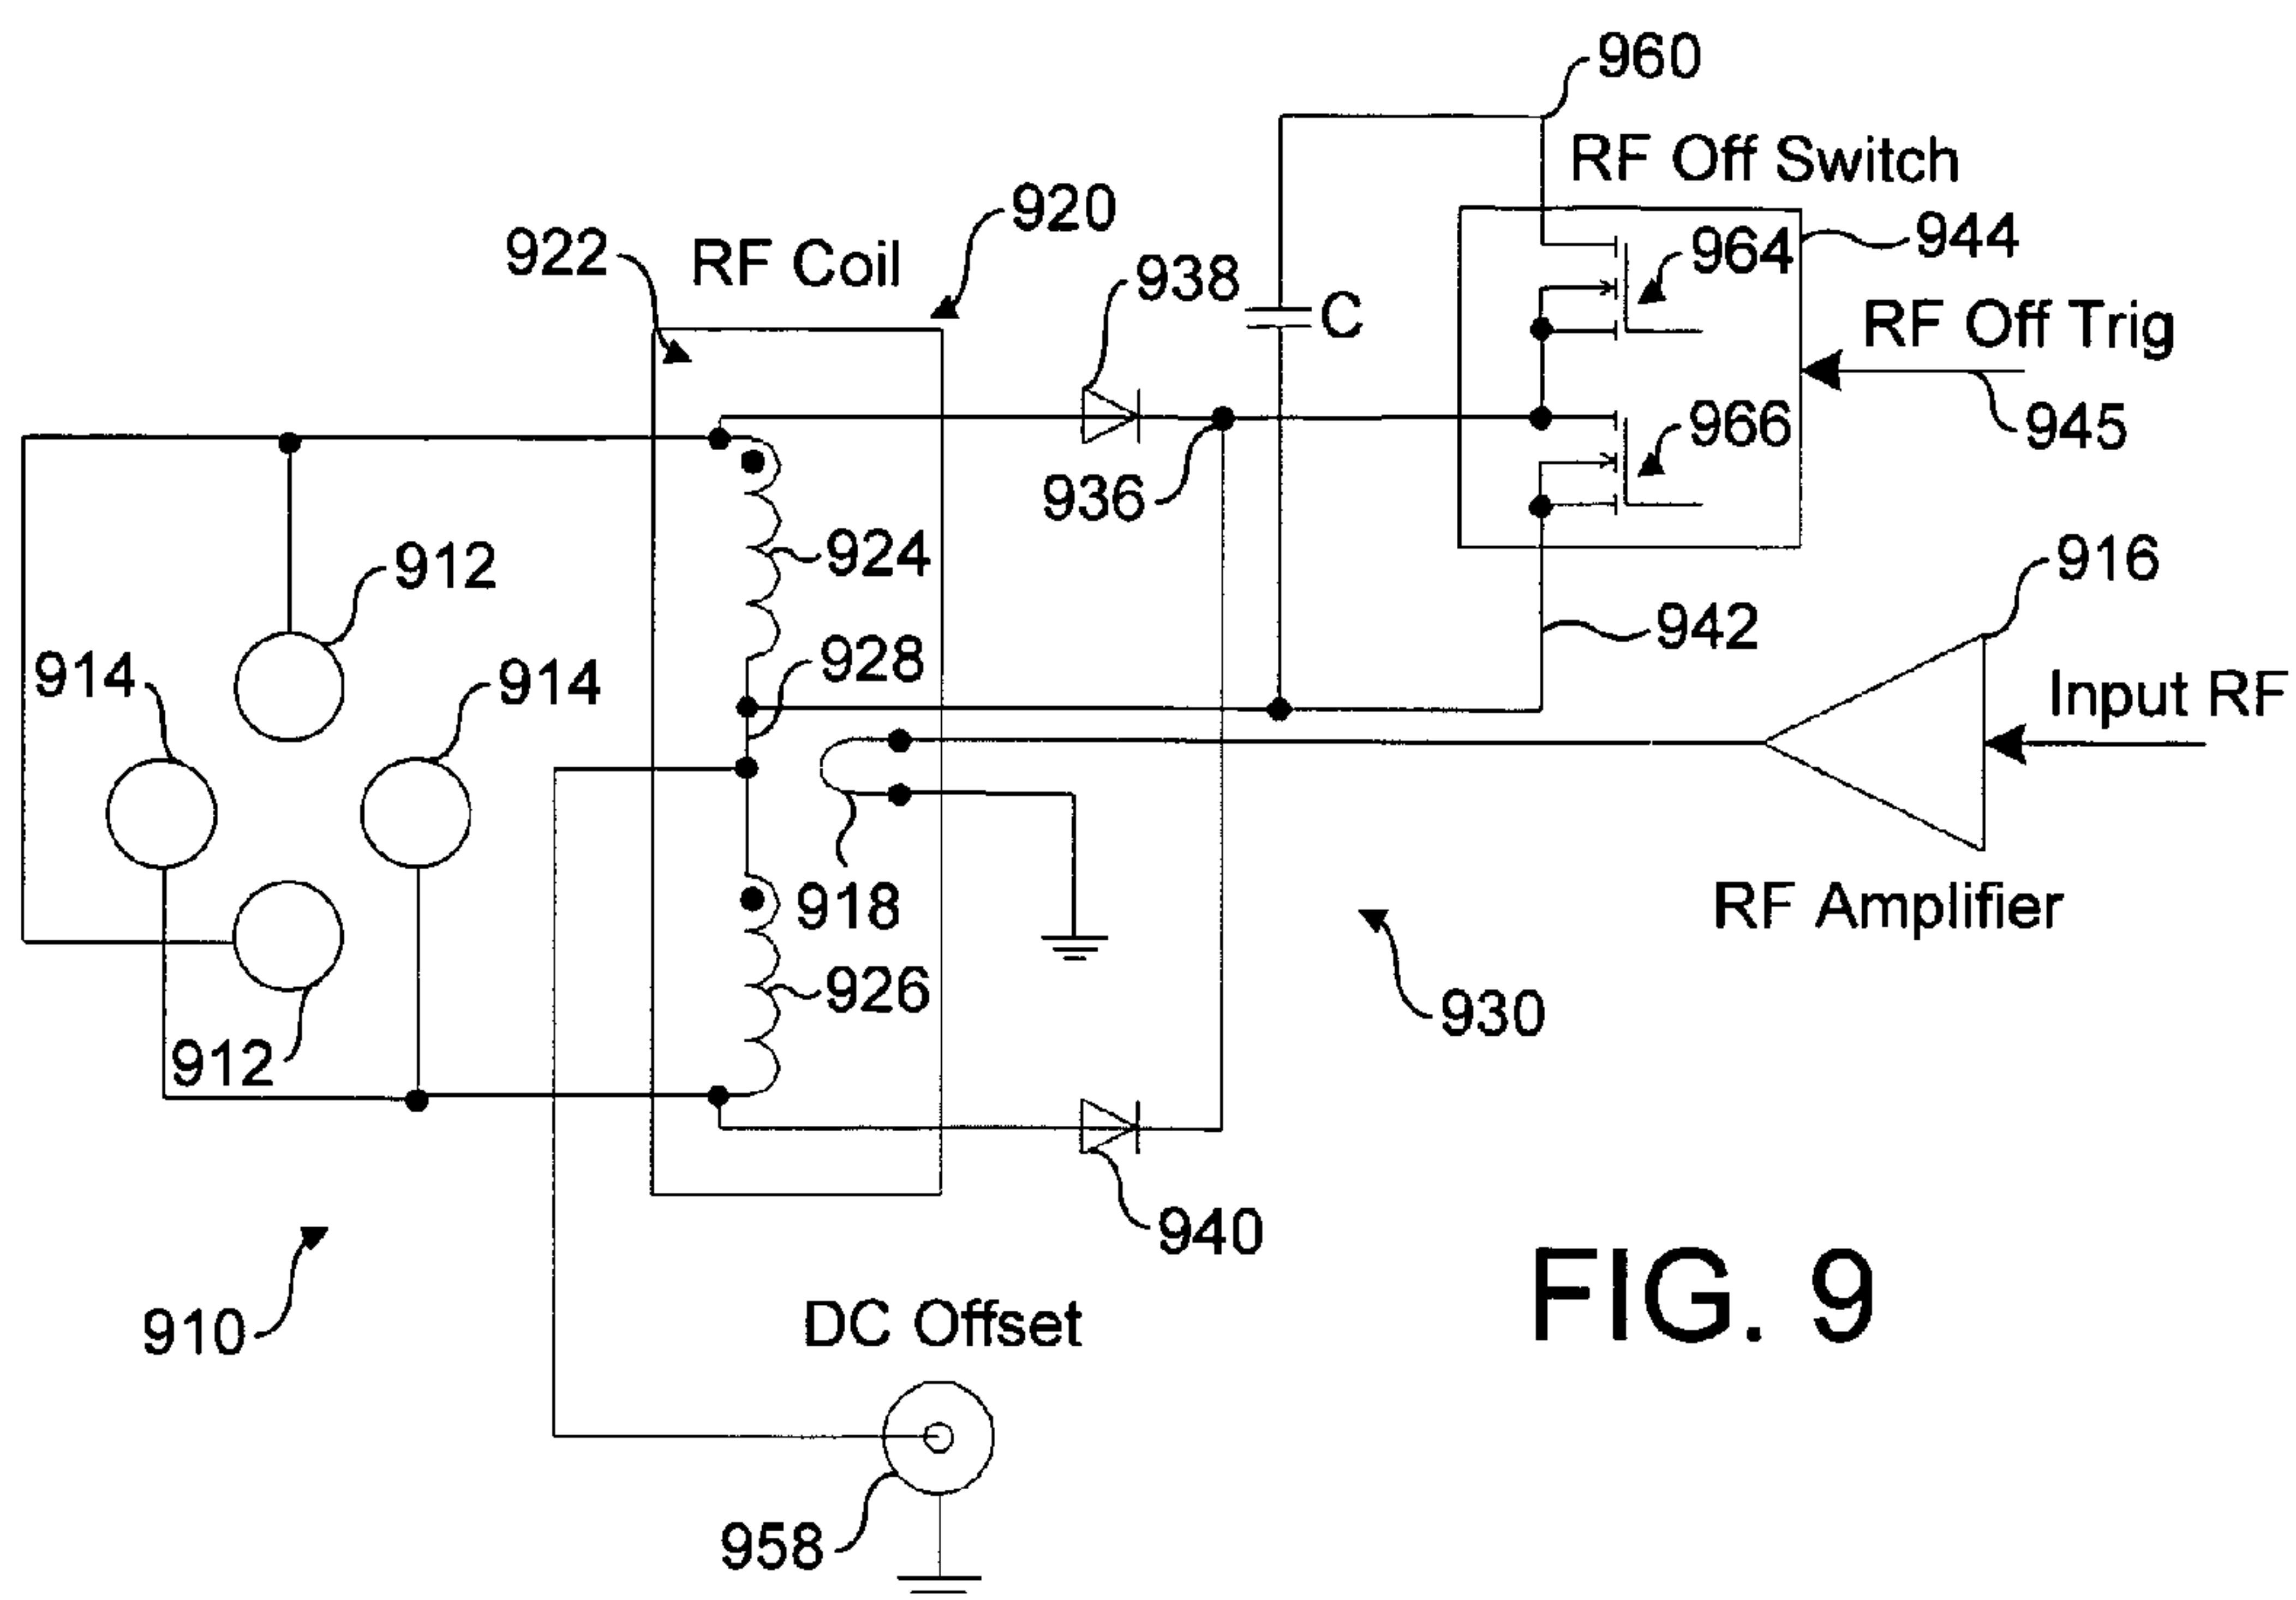 960
RF Off Switch
920
922
RF Coil
944
964
938
C
RF Off Trig
966
945
936
924
912
916
942
928
914
914
Input RF
918
RF Amplifier
926
930
912
940
910
DC Offset
FIG. 9
958